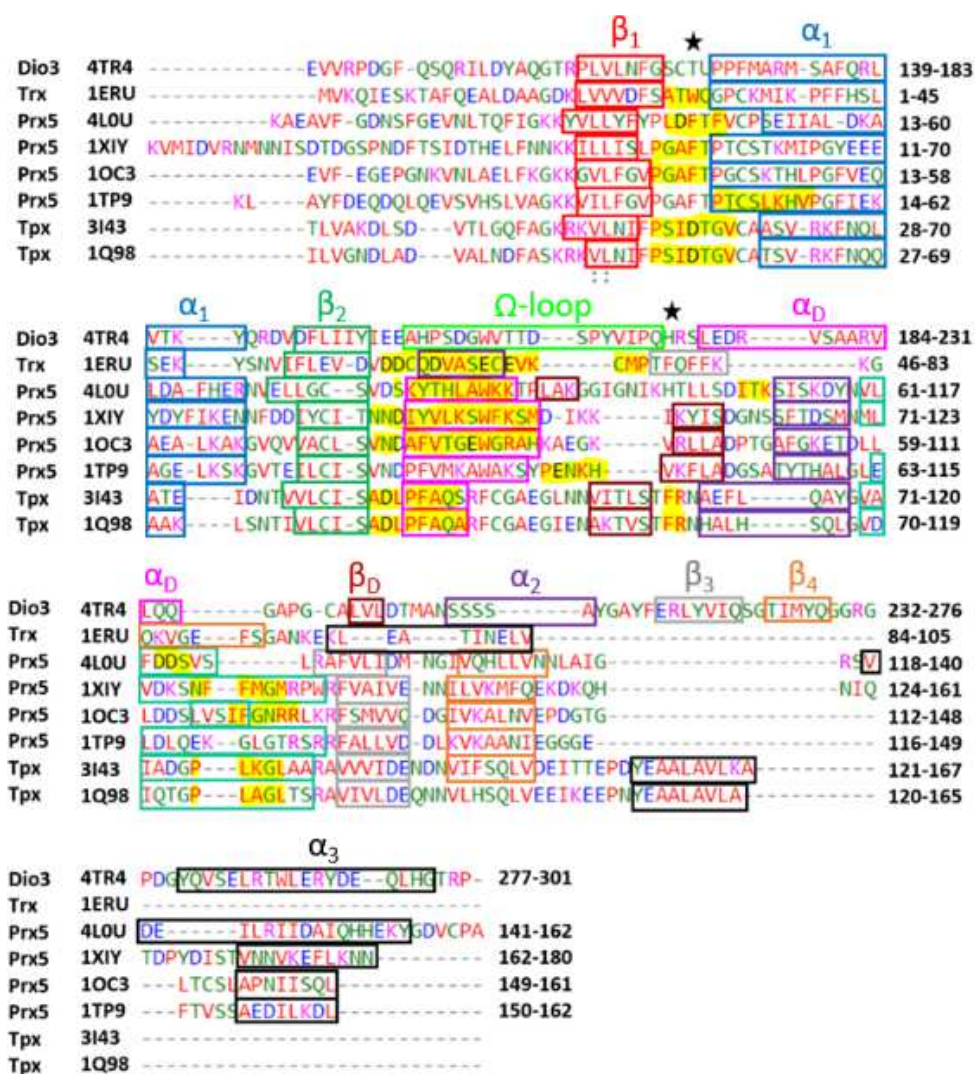 β1 ★ α1
Dio3 4TR4 ----------------EVVRPDGF-QSQRILDYAQGTRPLVLNFGSCTUPPFMARM-SAFQRL 139-183
Trx 1ERU -----------------MVKQIESKTAFQEALDAAGDKLVVVDFSATWCGPCKMIK-PFFHSL 1-45
Prx5 4L0U ------------KAEAVF-GDNSFGEVNLTQFIGKKYVLLYFYPLDFTFVCPSEIIAL-DKA 13-60
Prx5 1XIY KVMIDVRNMNNISDTDGSPNDFTSIDTHELFNNKKILLISLPGAFTPTCSTKMIPGYEEE 11-70
Prx5 1OC3 ----------------EVF-EGEPGNKVNLAELFKGKKGVLFGVPGAFTPGCSKTHLPGFVEQ 13-58
Prx5 1TP9 --------KL---AYFDEQDQLQEVSVHSLVAGKKVILFGVPGAFTPTCSLKHVPGFIEK 14-62
Tpx 3I43 ----------------TLVAKDLSD---VTLGQFAGKRKVLNIFPSIDTGVCAASV-RKFNQL 28-70
Tpx 1Q98 ----------------ILVGNDLAD---VALNDFASKRKVLNIFPSIDTGVCATSV-RKFNQQ 27-69
::
α1 β2 Ω-loop ★ αD
Dio3 4TR4 VTK----YQRDVDFLIIYIEEAHPSDGWVTTD---SPYVIPQHRSLEDR----VSAARV 184-231
Trx 1ERU SEK----YSNVIFLEV-DVDDCQDVASECEVK------CMPTFQFFK-----------KG 46-83
Prx5 4L0U LDA-FHERNVELLGC-SVDSKYTHLAWKKTPLAKGGIGNIKHTLLSDITKSISKDYNVL 61-117
Prx5 1XIY YDYFIKENNFDDIYCIT-NNDIYVLKSWFKSMD-IKK----IKYISDGNSSFTDSMNML 71-123
Prx5 1OC3 AEA-LKAKGVQVVACL-SVNDAFVTGEWGRAHKAEGK-----VRLLADPTGAFGKETDLL 59-111
Prx5 1TP9 AGE-LKSKGVTEILCIS-VNDPFVMKAWAKSYPENKH-----VKFLADGSATYTHALGLE 63-115
Tpx 3I43 ATE----IDNTVVLCIS-ADLPFAQSRFCGAEGLNNVITLSTFRNAEFL-----QAYGVA 71-120
Tpx 1Q98 AAK----LSNTIVLCIS-ADLPFAQARFCGAEGIENAKTVSTFRNHALH-----SQLGVD 70-119
αD βD α2 β3 β4
Dio3 4TR4 LQQ------GAPG-CALVLDTMANSSSS------AYGAYFERLYVIQSGTIMYQGGRG 232-276
Trx 1ERU QKVGE---FSGANKECL---EA---TINELV-------------------------- 84-105
Prx5 4L0U FDDSVS------LRAFVLIDM-NGIVQHLLVNNLAIG-----------------RSV 118-140
Prx5 1XIY VDKSNF--FMGMRPWRFVAIVE-NNILVKMFQEKDKQH-----------------NIQ 124-161
Prx5 1OC3 LDDSLVSIFGNRRLKRFSMVVQ-DGIVKALNVEPDGTG-------------------- 112-148
Prx5 1TP9 LDLQEK--GLGTRSRRFALLVD-DLKVKAANIEGGGE--------------------- 116-149
Tpx 3I43 IADGP---LKGLAARAVVVIDENDNVIFSQLVDEITTEPDYEAALAVLKA-------- 121-167
Tpx 1Q98 IQTGP---LAGLTSRAVIVLDEQNNVLHSQLVEEIKEEPNYEAALAVLA--------- 120-165
α3
Dio3 4TR4 PDGYQVSELRTWLERYDE--QLHGTRP- 277-301
Trx 1ERU ----------------------------
Prx5 4L0U DE------ILRIIDAIQHHEKYGDVCPA 141-162
Prx5 1XIY TDPYDISTVNNVKEFLKNN--------- 162-180
Prx5 1OC3 ---LTCSLAPNIISQL------------ 149-161
Prx5 1TP9 ---FTVSSAEDILKDL------------ 150-162
Tpx 3I43 ----------------------------
Tpx 1Q98 ----------------------------